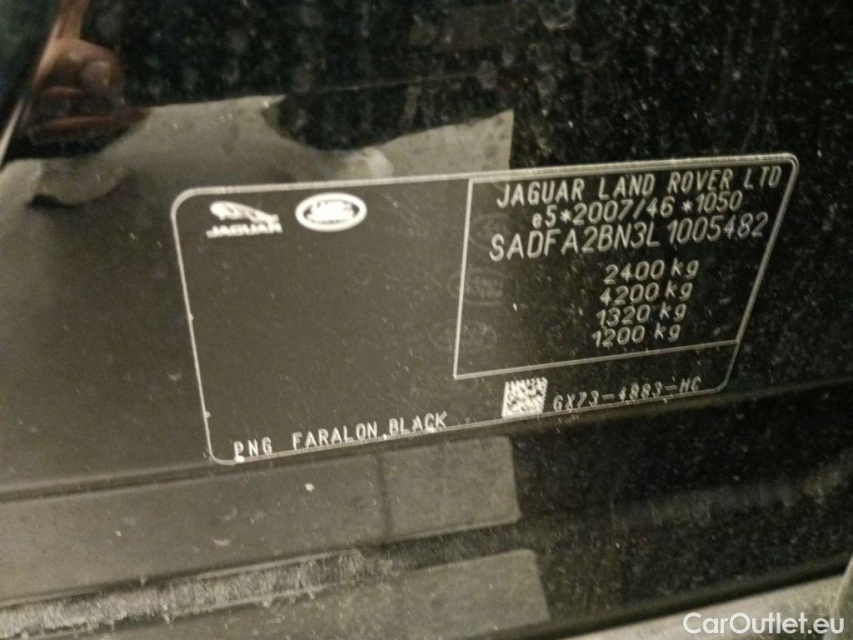 JAGUAR
JAGUAR LAND ROVER LTD
e5*2007/46*1050
SADFA2BN3L1005482
2400 kg
4200 kg
1320 kg
1200 kg
GX73-4883-HC
PNG FARALON BLACK
CarOutlet.eu